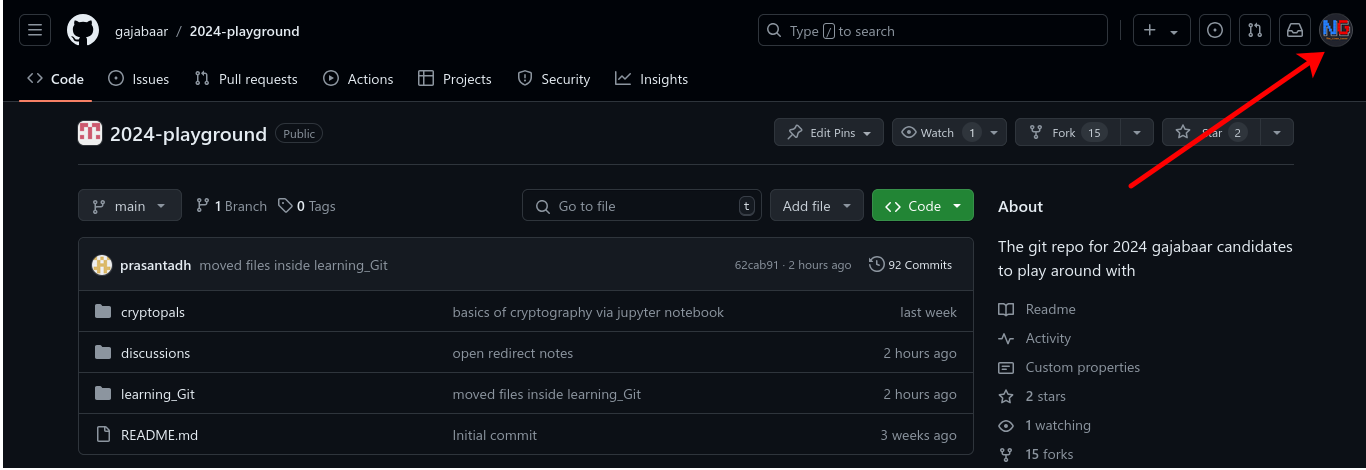 gajabaar / 2024-playground
Type / to search
NG
Code Issues Pull requests Actions Projects Security Insights
2024-playground Public
Edit Pins Watch 1 Fork 15 Star 2
main 1 Branch 0 Tags
Go to file t
Add file Code
About
The git repo for 2024 gajabaar candidates
to play around with
prasantadh moved files inside learning_Git 62cab91 · 2 hours ago 92 Commits
cryptopals basics of cryptography via jupyter notebook last week
discussions open redirect notes 2 hours ago
learning_Git moved files inside learning_Git 2 hours ago
README.md Initial commit 3 weeks ago
Readme
Activity
Custom properties
2 stars
1 watching
15 forks